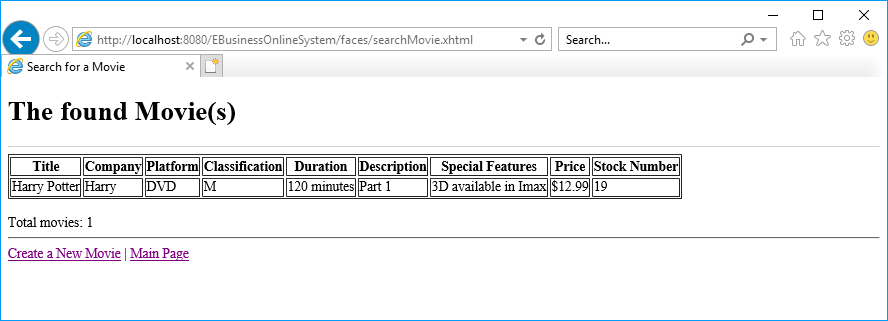 http://localhost:8080/EBusinessOnlineSystem/faces/searchMovie.xhtml Search...
Search for a Movie
The found Movie(s)
Title Company Platform Classification Duration Description Special Features Price Stock Number
Harry Potter Harry DVD M 120 minutes Part 1 3D available in Imax $12.99 19
Total movies: 1
Create a New Movie | Main Page